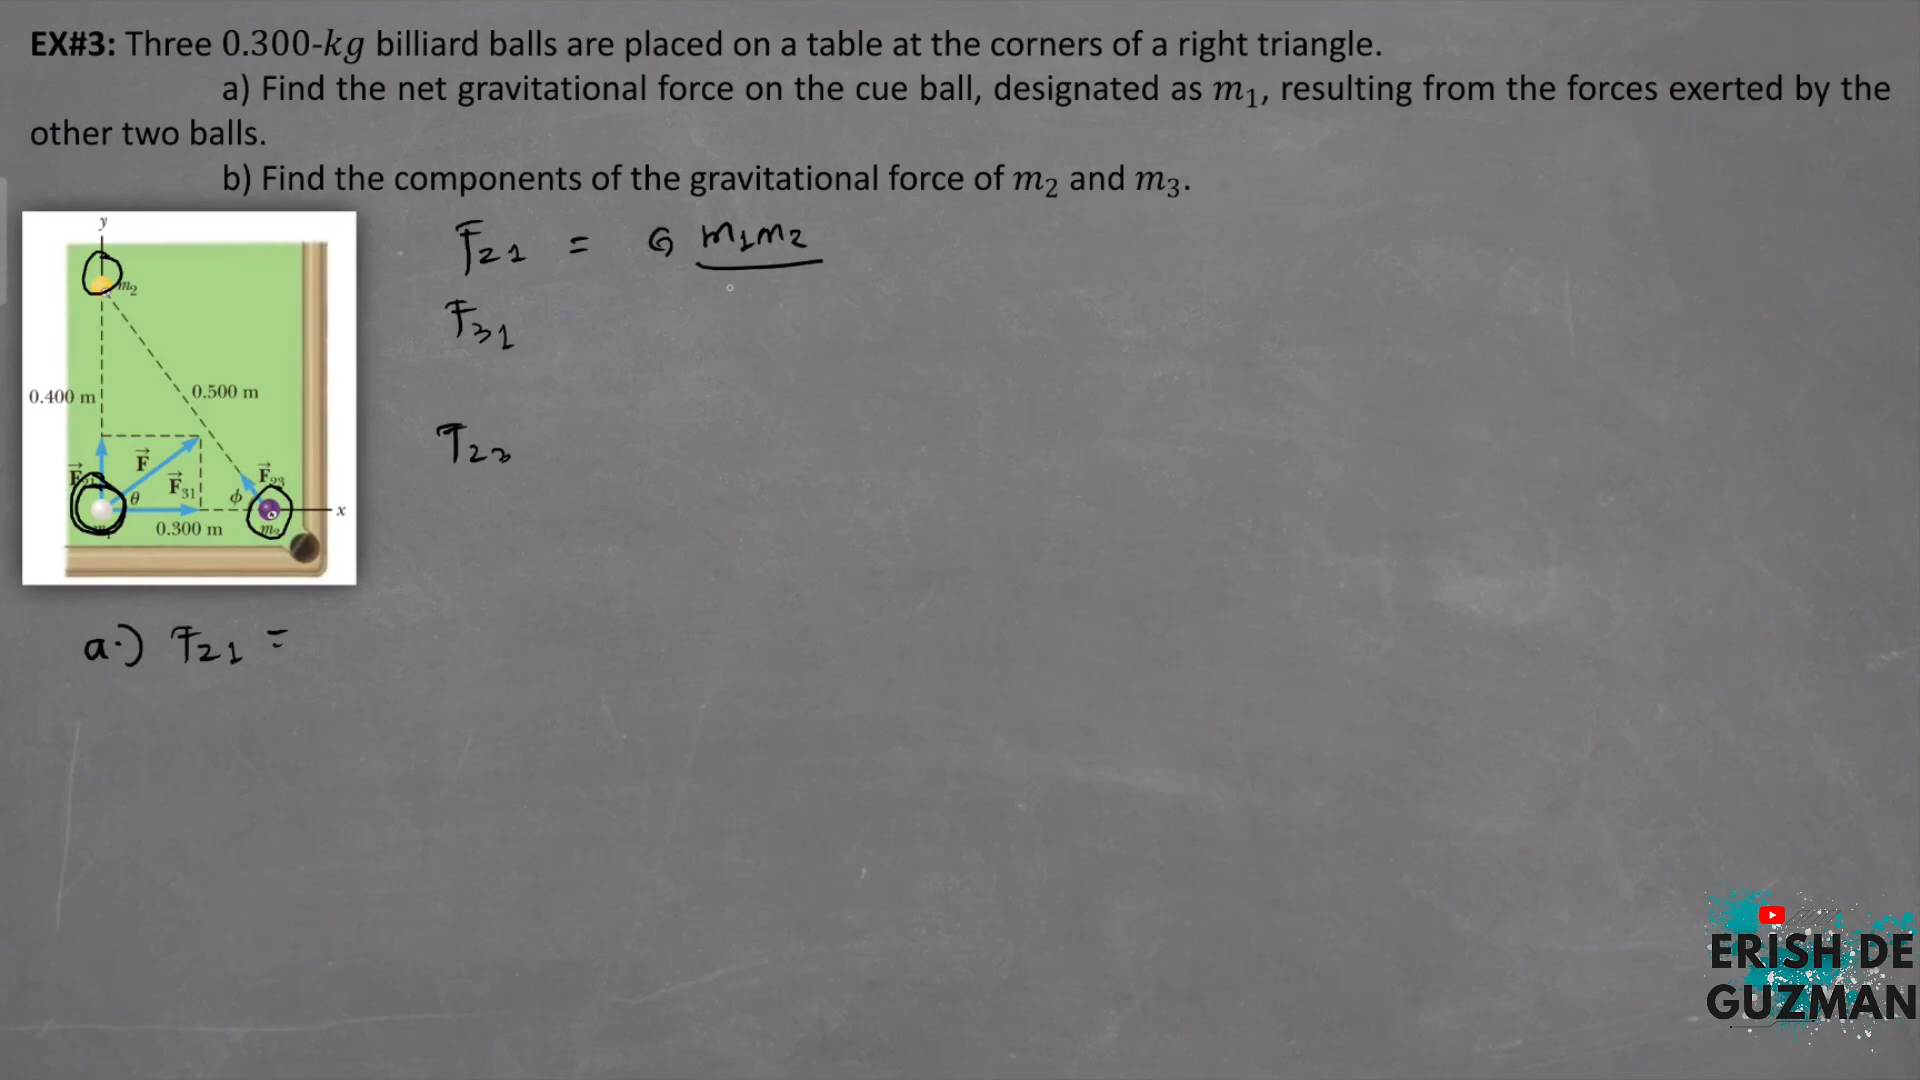 EX#3: Three 0.300-kg billiard balls are placed on a table at the corners of a right triangle.
a) Find the net gravitational force on the cue ball, designated as m₁, resulting from the forces exerted by the
other two balls.
b) Find the components of the gravitational force of m₂ and m₃.
y
m₂
0.400 m
0.500 m
F⃗
F⃗₃₁
F⃗₂₃
θ
ϕ
x
0.300 m
m₃
F₂₁ = G m₁m₂
F₃₁
F₂₃
a.) F₂₁ =
ERISH DE
GUZMAN